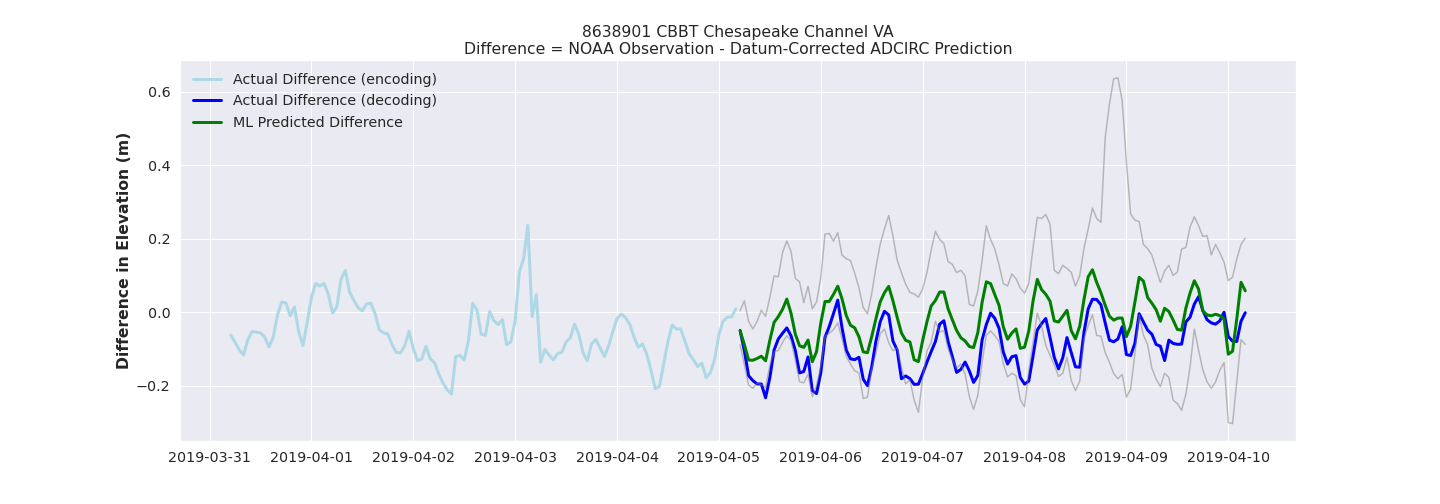 8638901 CBBT Chesapeake Channel VA
Difference = NOAA Observation - Datum-Corrected ADCIRC Prediction
Actual Difference (encoding)
Actual Difference (decoding)
ML Predicted Difference
Difference in Elevation (m)
0.6
0.4
0.2
0.0
−0.2
2019-03-31 2019-04-01 2019-04-02 2019-04-03 2019-04-04 2019-04-05 2019-04-06 2019-04-07 2019-04-08 2019-04-09 2019-04-10